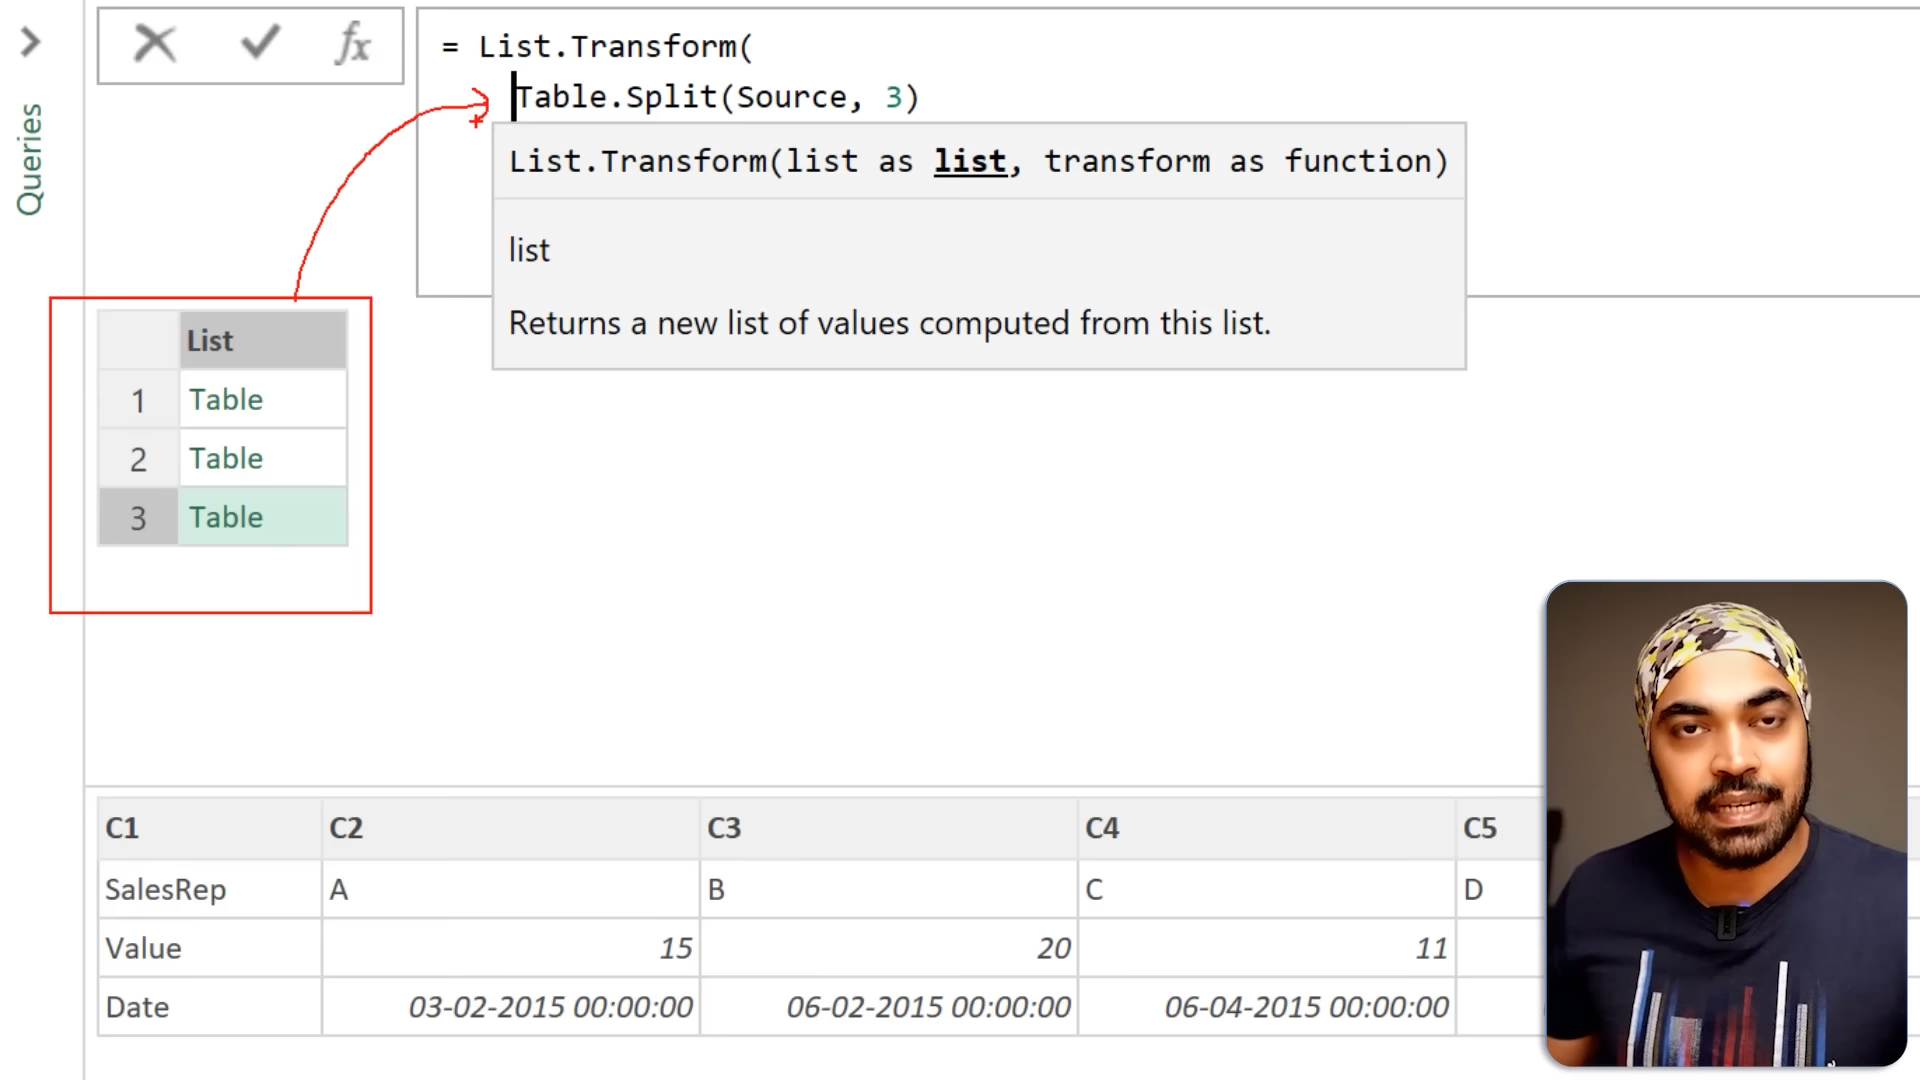 Queries
fx
= List.Transform(
Table.Split(Source, 3)
List.Transform(list as list, transform as function)
list
Returns a new list of values computed from this list.
List
1 Table
2 Table
3 Table
C1 C2 C3 C4 C5
SalesRep A B C D
Value 15 20 11
Date 03-02-2015 00:00:00 06-02-2015 00:00:00 06-04-2015 00:00:00